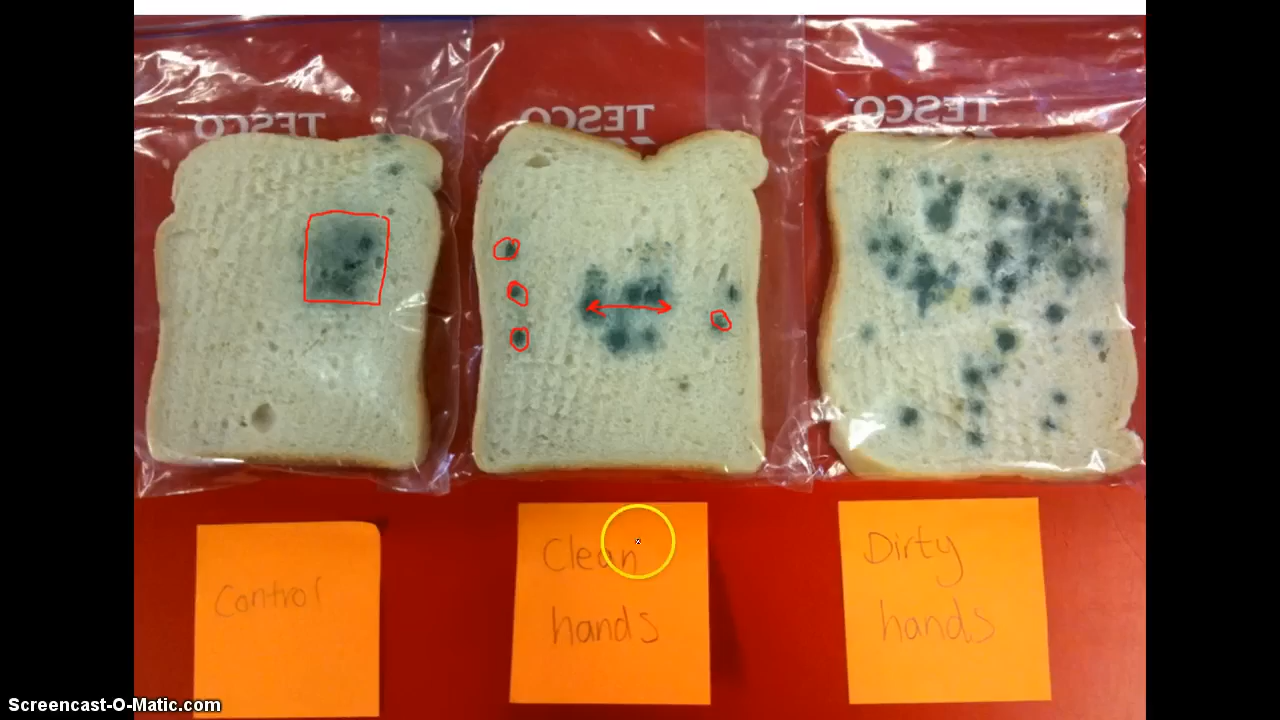 TESCO
TESCO
TESCO
Control
Clean
hands
Dirty
hands
Screencast-O-Matic.com